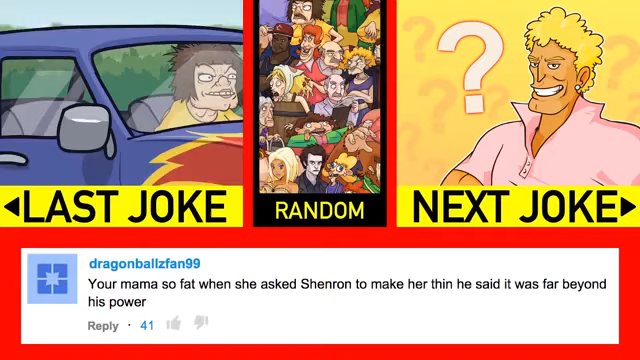 LAST JOKE
RANDOM
NEXT JOKE
dragonballzfan99
Your mama so fat when she asked Shenron to make her thin he said it was far beyond
his power
Reply · 41